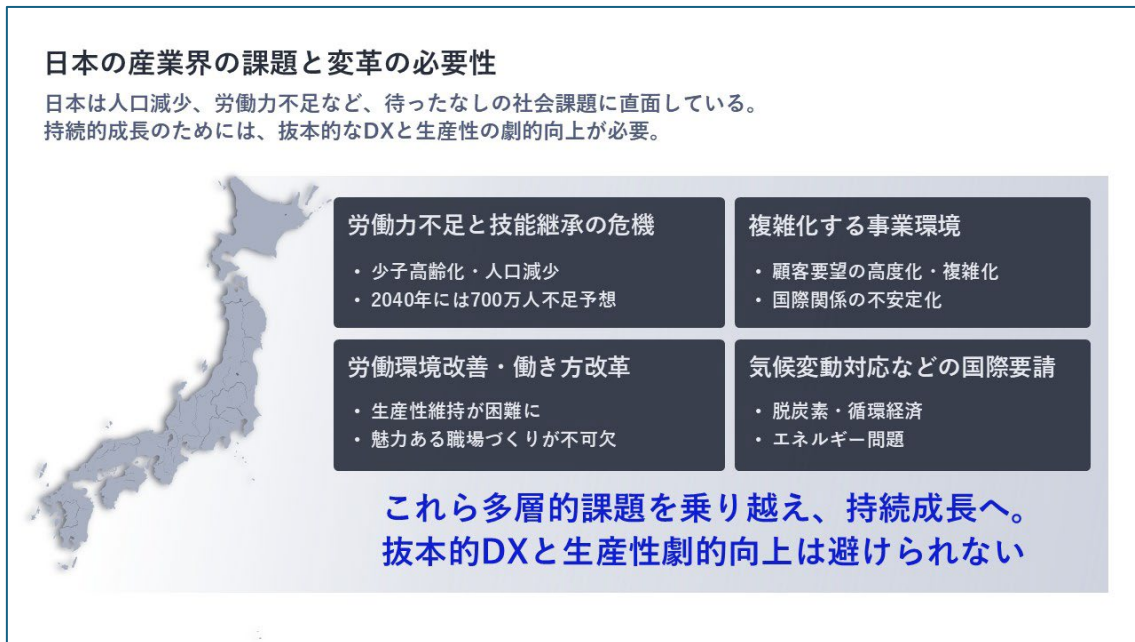 日本の産業界の課題と変革の必要性
日本は人口減少、労働力不足など、待ったなしの社会課題に直面している。
持続的成長のためには、抜本的なDXと生産性の劇的向上が必要。
労働力不足と技能継承の危機
・ 少子高齢化・人口減少
・ 2040年には700万人不足予想
複雑化する事業環境
・ 顧客要望の高度化・複雑化
・ 国際関係の不安定化
労働環境改善・働き方改革
・ 生産性維持が困難に
・ 魅力ある職場づくりが不可欠
気候変動対応などの国際要請
・ 脱炭素・循環経済
・ エネルギー問題
これら多層的課題を乗り越え、持続成長へ。
抜本的DXと生産性劇的向上は避けられない